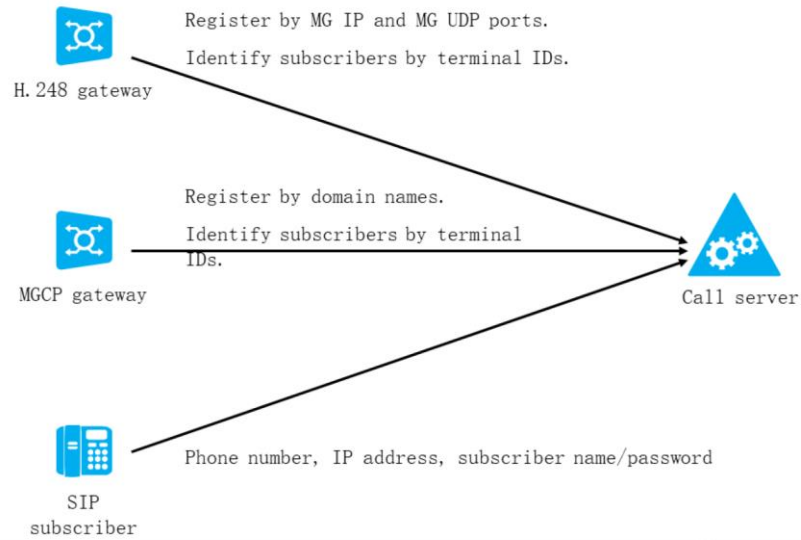 Register by MG IP and MG UDP ports.
Identify subscribers by terminal IDs.
H.248 gateway
Register by domain names.
Identify subscribers by terminal
IDs.
MGCP gateway
Call server
Phone number, IP address, subscriber name/password
SIP
subscriber